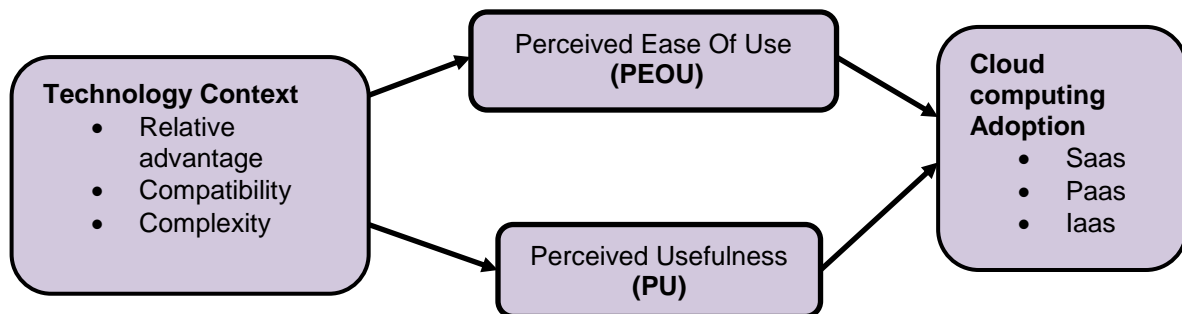 Technology Context
• Relative
advantage
• Compatibility
• Complexity
Perceived Ease Of Use
(PEOU)
Perceived Usefulness
(PU)
Cloud
computing
Adoption
• Saas
• Paas
• Iaas